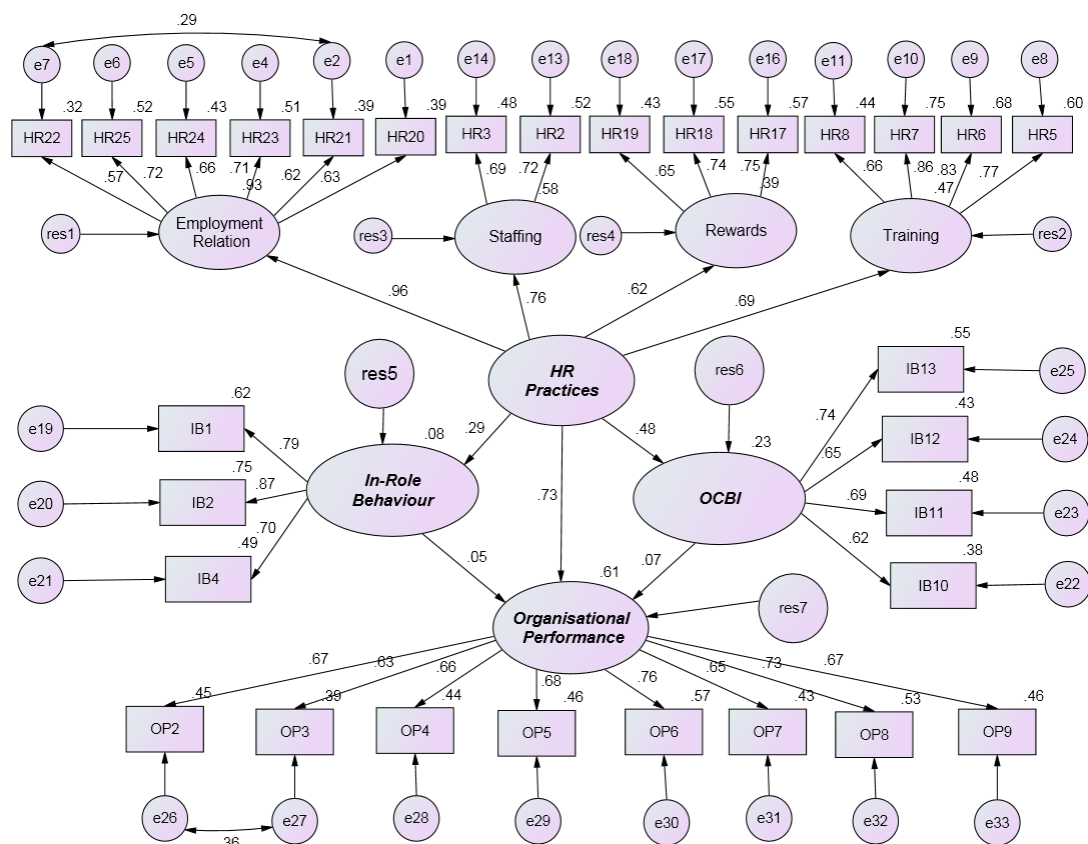 .29
e7 e6 e5 e4 e2 e1 e14 e13 e18 e17 e16 e11 e10 e9 e8
.32 .52 .43 .51 .39 .39 .48 .52 .43 .55 .57 .44 .75 .68 .60
HR22 HR25 HR24 HR23 HR21 HR20 HR3 HR2 HR19 HR18 HR17 HR8 HR7 HR6 HR5
.57 .72 .66 .71 .62 .63 .69 .72 .65 .74 .75 .66 .86 .83 .77
.93 .58 .39 .47
res1 Employment
Relation
res3 Staffing res4 Rewards Training res2
.96 .76 .62 .69
HR
Practices
res5 res6
.55
IB13 e25
.62
e19 IB1 .79 .08 .29 .48 .23 .74 .43
IB12 e24
.65
.75
.87
e20 IB2 In-Role
Behaviour
.73 OCBI .69 .48
IB11 e23
.70
.49
e21 IB4 .62 .38
IB10 e22
.05 .07
.61
Organisational
Performance
res7
.67 .63 .66 .68 .76 .65 .73 .67
.45 .39 .44 .46 .57 .43 .53 .46
OP2 OP3 OP4 OP5 OP6 OP7 OP8 OP9
e26 e27 e28 e29 e30 e31 e32 e33
.36